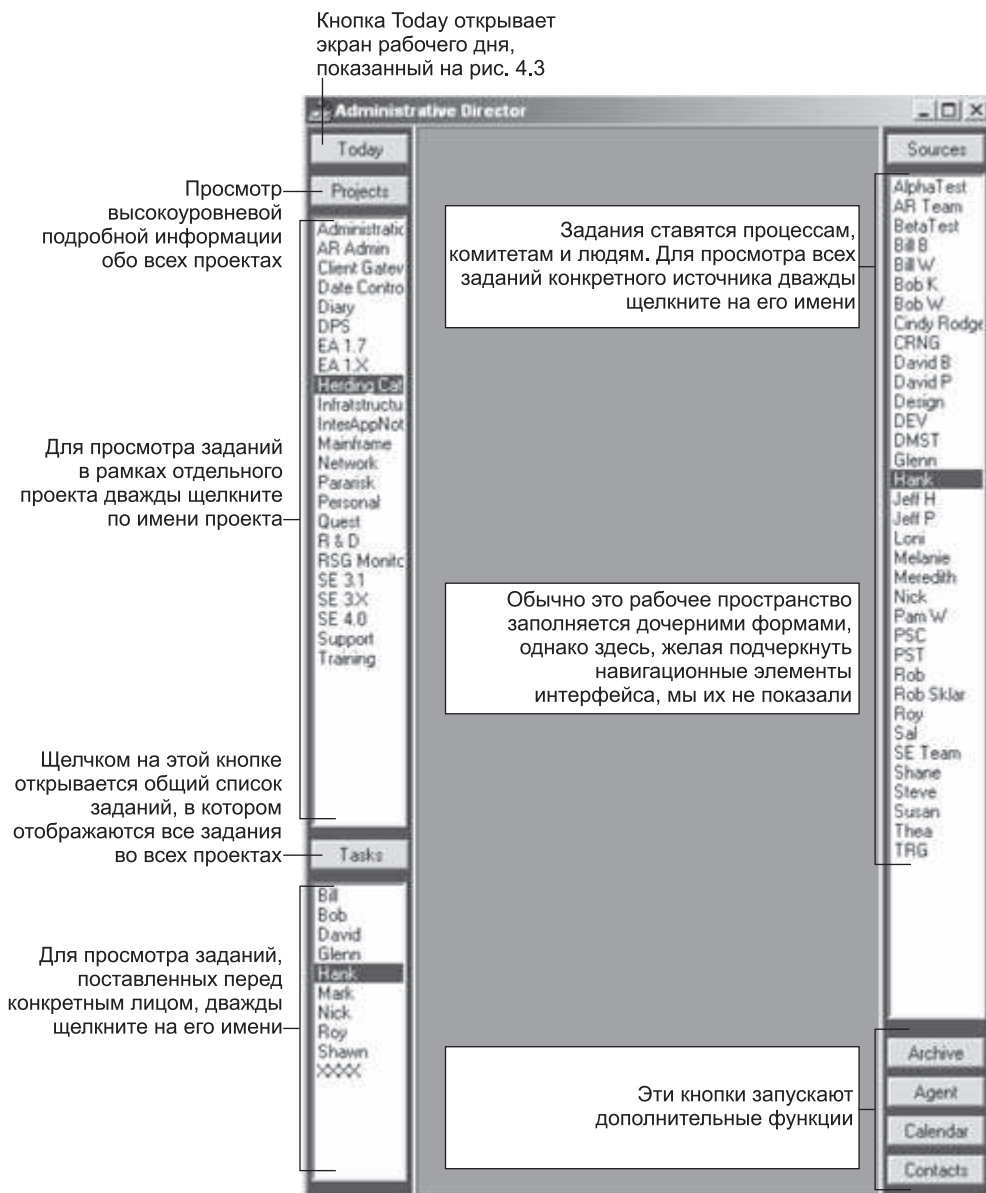 Кнопка Today открывает
экран рабочего дня,
показанный на рис. 4.3
Administrative Director
Today
Projects
Просмотр
высокоуровневой
подробной информации
обо всех проектах
Administratic
AR Admin
Client Gatev
Date Contro
Diary
DPS
EA 1.7
EA 1.X
Herding Cat
Infratstructu
InterAppNot
Mainframe
Network
Pararisk
Personal
Quest
R & D
RSG Monitc
SE 3.1
SE 3.X
SE 4.0
Support
Training
Для просмотра заданий
в рамках отдельного
проекта дважды щелкните
по имени проекта
Щелчком на этой кнопке
открывается общий список
заданий, в котором
отображаются все задания
во всех проектах
Tasks
Bill
Bob
David
Glenn
Hank
Mark
Nick
Roy
Shawn
XXXX
Для просмотра заданий,
поставленных перед
конкретным лицом, дважды
щелкните на его имени
Задания ставятся процессам,
комитетам и людям. Для просмотра всех
заданий конкретного источника дважды
щелкните на его имени
Обычно это рабочее пространство
заполняется дочерними формами,
однако здесь, желая подчеркнуть
навигационные элементы
интерфейса, мы их не показали
Эти кнопки запускают
дополнительные функции
Sources
AlphaTest
AR Team
BetaTest
Bill B
Bill W
Bob K
Bob W
Cindy Rodge
CRNG
David B
David P
Design
DEV
DMST
Glenn
Hank
Jeff H
Jeff P
Loni
Melanie
Meredith
Nick
Pam W
PSC
PST
Rob
Rob Sklar
Roy
Sal
SE Team
Shane
Steve
Susan
Thea
TRG
Archive
Agent
Calendar
Contacts